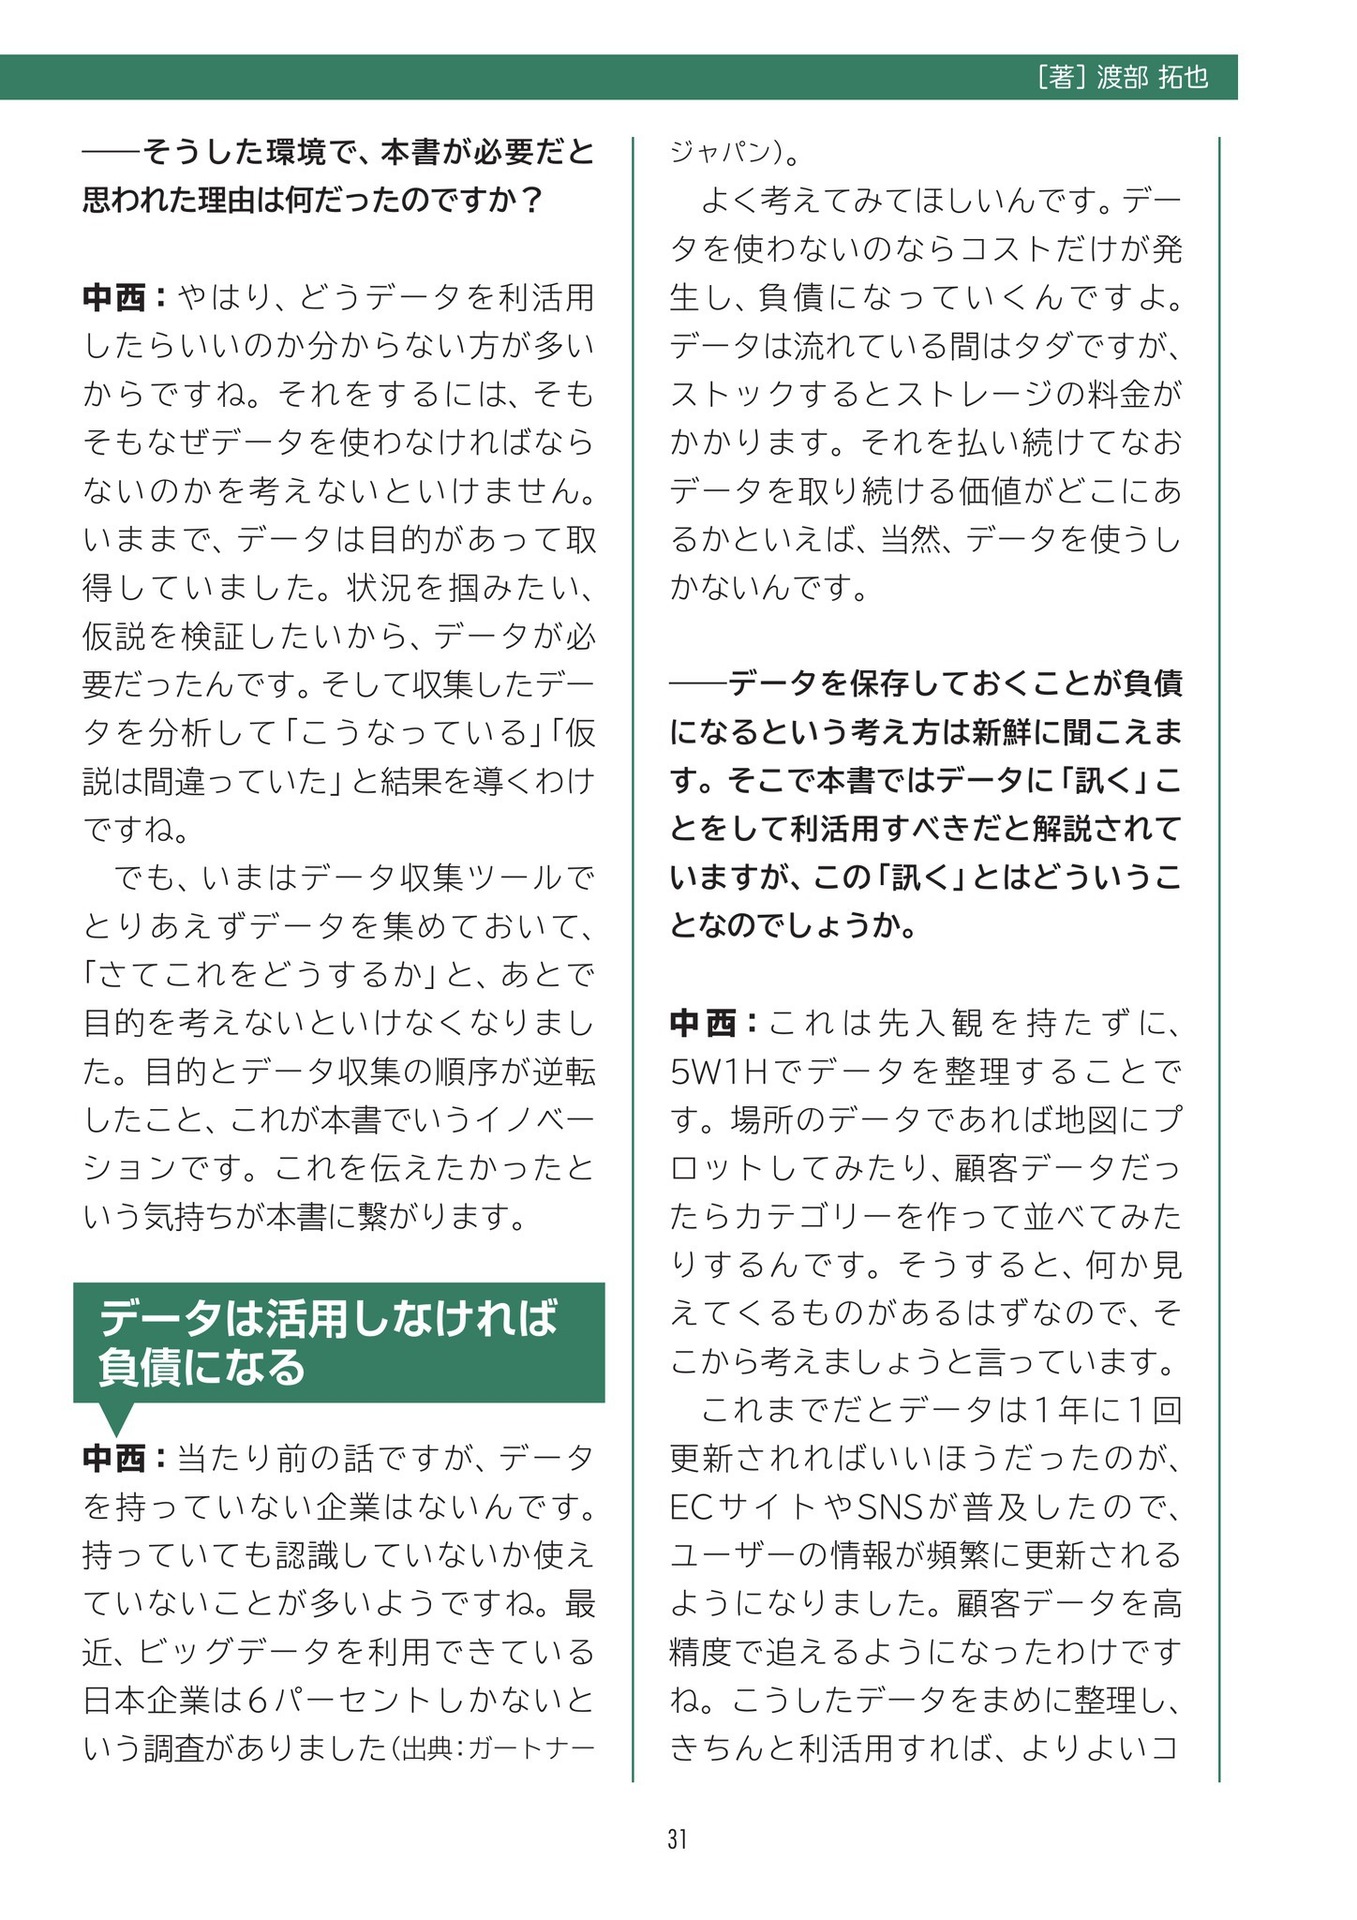 ［著］渡部 拓也
──そうした環境で、本書が必要だと
思われた理由は何だったのですか？
中西：やはり、どうデータを利活用
したらいいのか分からない方が多い
からですね。それをするには、そも
そもなぜデータを使わなければなら
ないのかを考えないといけません。
いままで、データは目的があって取
得していました。状況を掴みたい、
仮説を検証したいから、データが必
要だったんです。そして収集したデー
タを分析して「こうなっている」「仮
説は間違っていた」と結果を導くわけ
ですね。
　でも、いまはデータ収集ツールで
とりあえずデータを集めておいて、
「さてこれをどうするか」と、あとで
目的を考えないといけなくなりまし
た。目的とデータ収集の順序が逆転
したこと、これが本書でいうイノベー
ションです。これを伝えたかったと
いう気持ちが本書に繋がります。
データは活用しなければ
負債になる
中西：当たり前の話ですが、データ
を持っていない企業はないんです。
持っていても認識していないか使え
ていないことが多いようですね。最
近、ビッグデータを利用できている
日本企業は６パーセントしかないと
いう調査がありました（出典：ガートナー
ジャパン）。
　よく考えてみてほしいんです。デー
タを使わないのならコストだけが発
生し、負債になっていくんですよ。
データは流れている間はタダですが、
ストックするとストレージの料金が
かかります。それを払い続けてなお
データを取り続ける価値がどこにあ
るかといえば、当然、データを使うし
かないんです。
──データを保存しておくことが負債
になるという考え方は新鮮に聞こえま
す。そこで本書ではデータに「訊く」こ
とをして利活用すべきだと解説されて
いますが、この「訊く」とはどういうこ
となのでしょうか。
中西：これは先入観を持たずに、
5W1Hでデータを整理することで
す。場所のデータであれば地図にプ
ロットしてみたり、顧客データだっ
たらカテゴリーを作って並べてみた
りするんです。そうすると、何か見
えてくるものがあるはずなので、そ
こから考えましょうと言っています。
　これまでだとデータは１年に１回
更新されればいいほうだったのが、
ECサイトやSNSが普及したので、
ユーザーの情報が頻繁に更新される
ようになりました。顧客データを高
精度で追えるようになったわけです
ね。こうしたデータをまめに整理し、
きちんと利活用すれば、よりよいコ
31